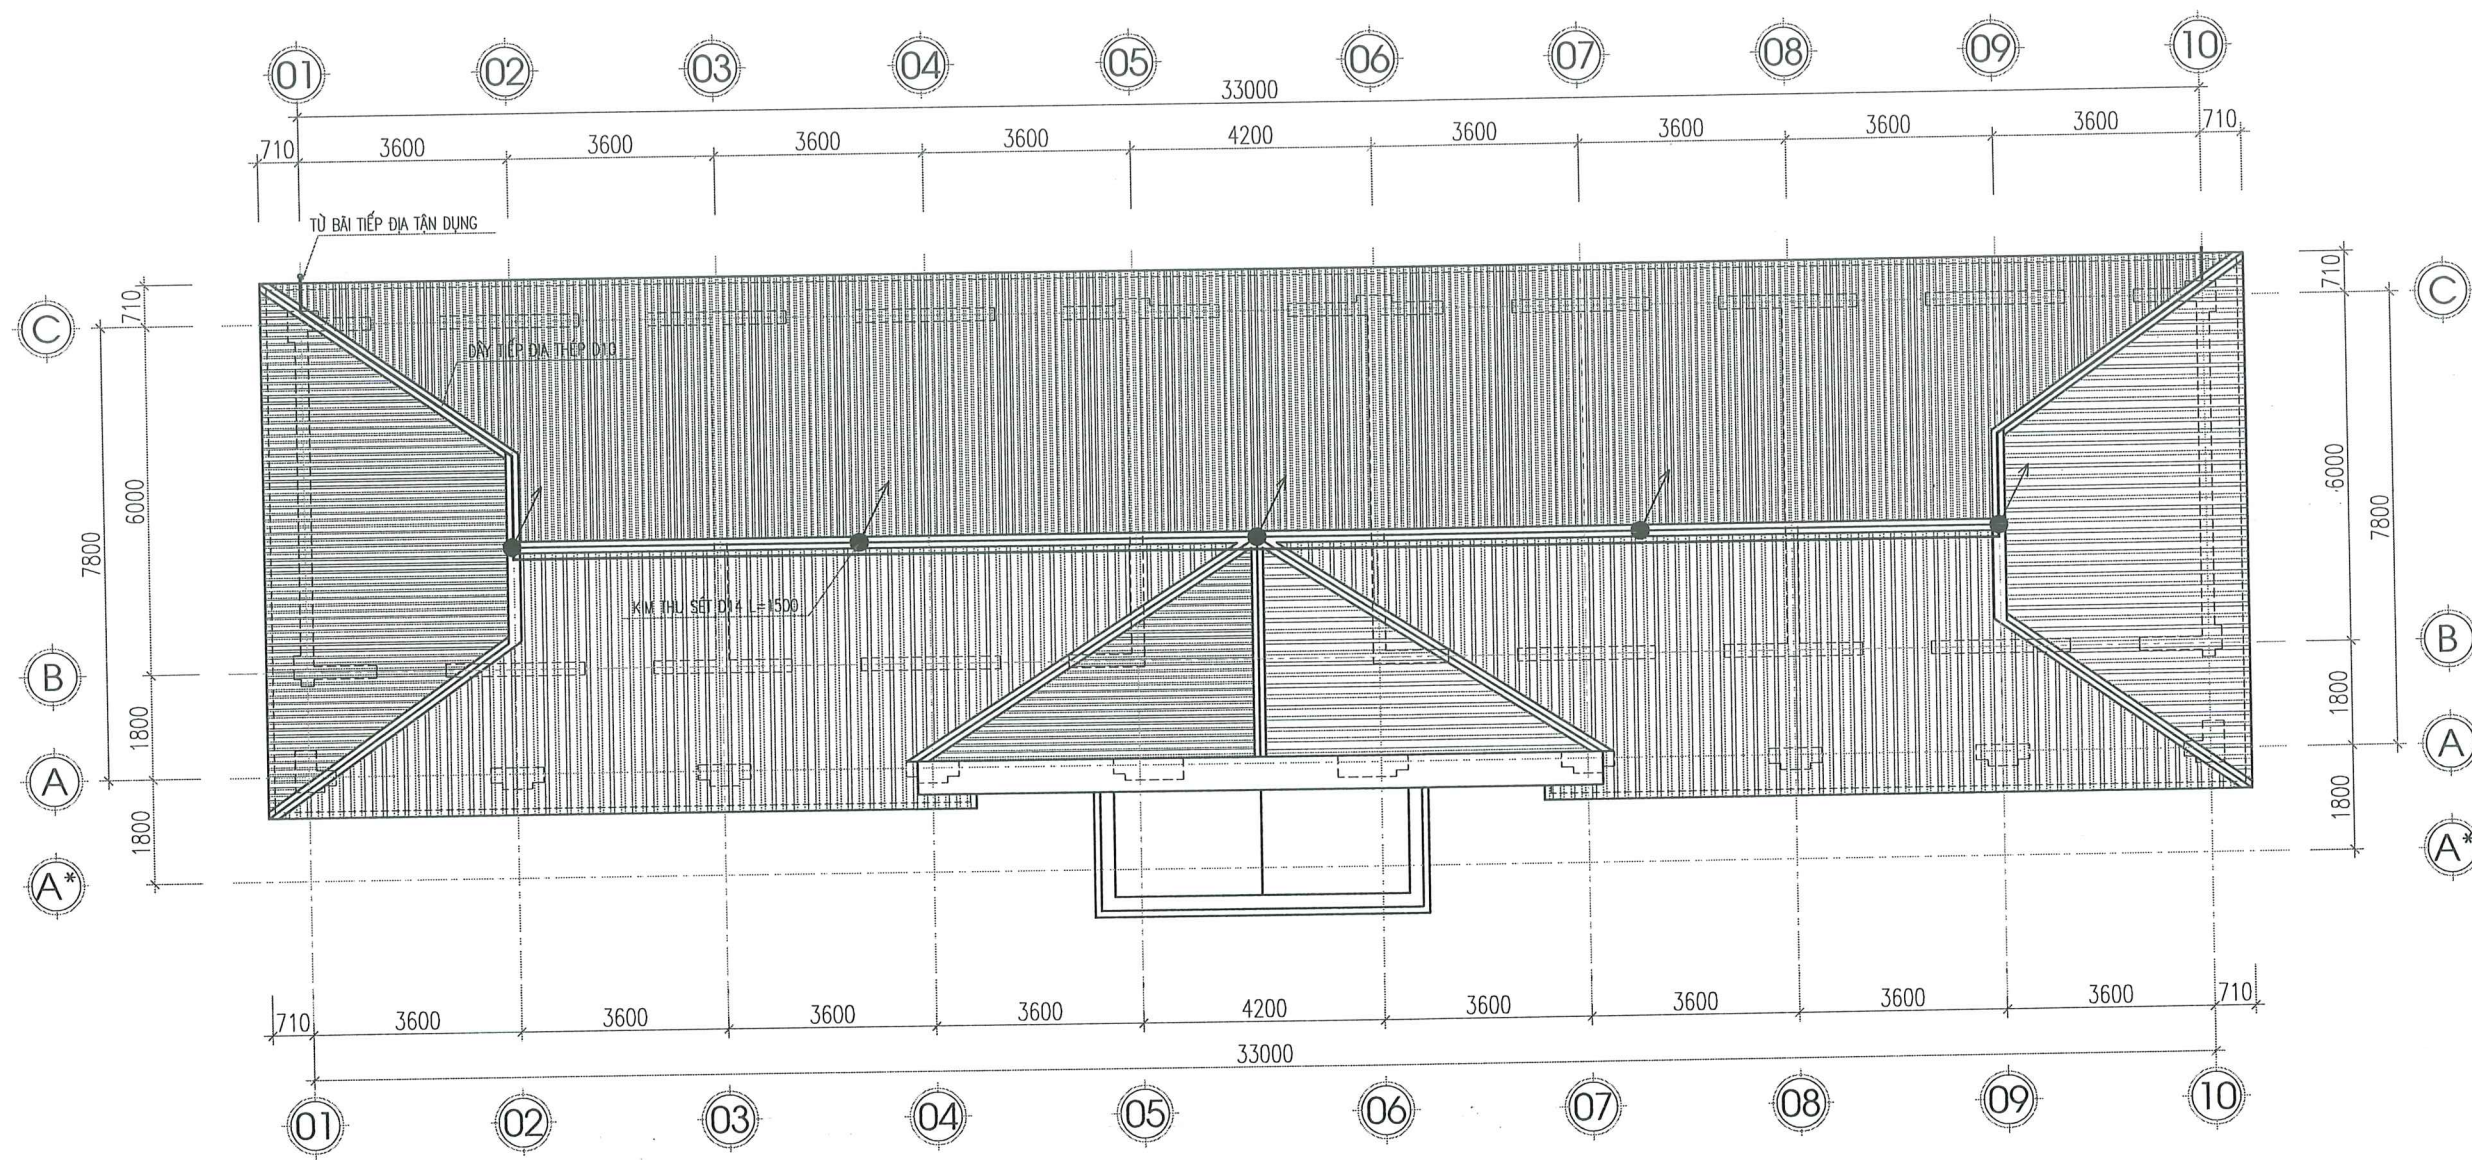 01 02 03 04 05 06 07 08 09 10
33000
710 3600 3600 3600 3600 4200 3600 3600 3600 3600 710
TỪ BÃI TIẾP ĐỊA TẬN DỤNG
710 710
C C
DÂY TIẾP ĐỊA THÉP D10
6000 6000
7800 7800
KIM THU SÉT D14 L=1500
B B
1800 1800
A A
1800 1800
A* A*
710 3600 3600 3600 3600 4200 3600 3600 3600 3600 710
33000
01 02 03 04 05 06 07 08 09 10